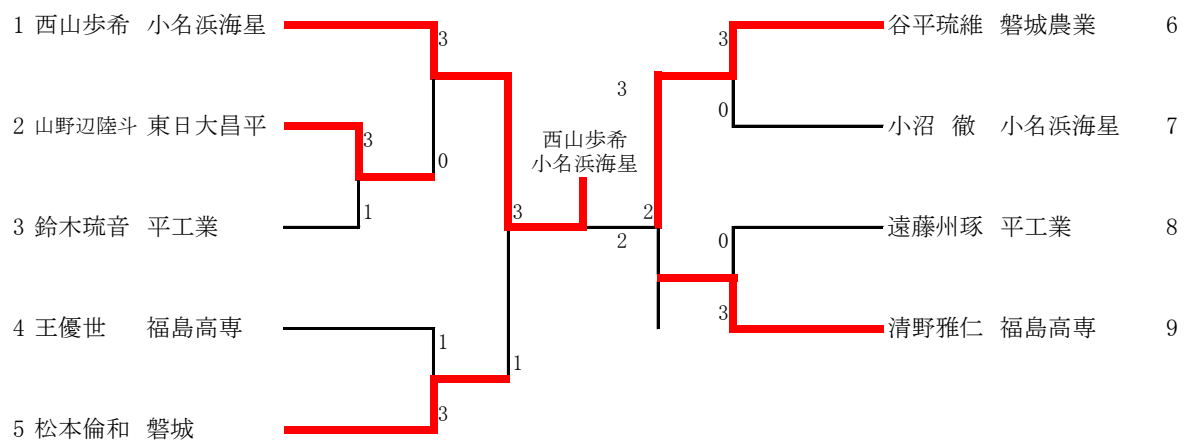 1 西山歩希 小名浜海星
3
2 山野辺陸斗 東日大昌平
3
0
1
3 鈴木琉音 平工業
3
4 王優世 福島高専
1
1
3
5 松本倫和 磐城
西山歩希
小名浜海星
谷平琉維 磐城農業 6
3
3
0
小沼 徹 小名浜海星 7
2
2
0
遠藤州琢 平工業 8
3
清野雅仁 福島高専 9